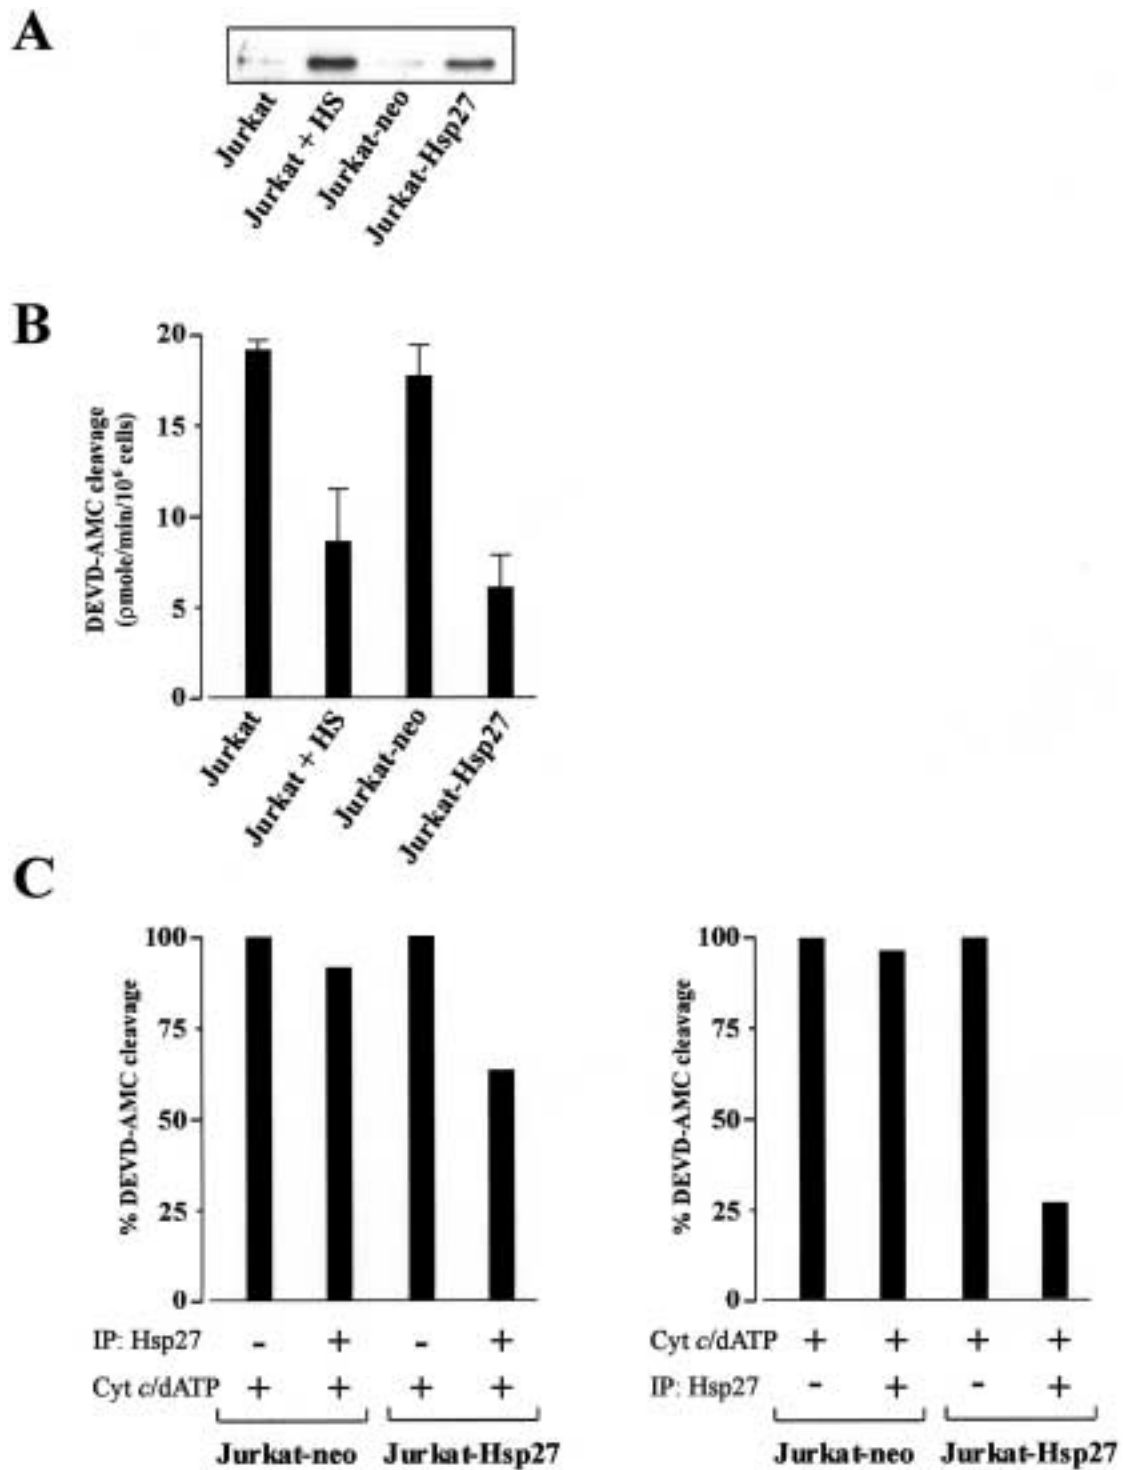 A
Jurkat
Jurkat + HS
Jurkat-neo
Jurkat-Hsp27
B
DEVD-AMC cleavage
(ρmole/min/10⁶ cells)
20
15
10
5
0
Jurkat
Jurkat + HS
Jurkat-neo
Jurkat-Hsp27
C
% DEVD-AMC cleavage
100
75
50
25
0
IP: Hsp27 - + - +
Cyt c/dATP + + + +
Jurkat-neo Jurkat-Hsp27
% DEVD-AMC cleavage
100
75
50
25
0
Cyt c/dATP + + + +
IP: Hsp27 - + - +
Jurkat-neo Jurkat-Hsp27